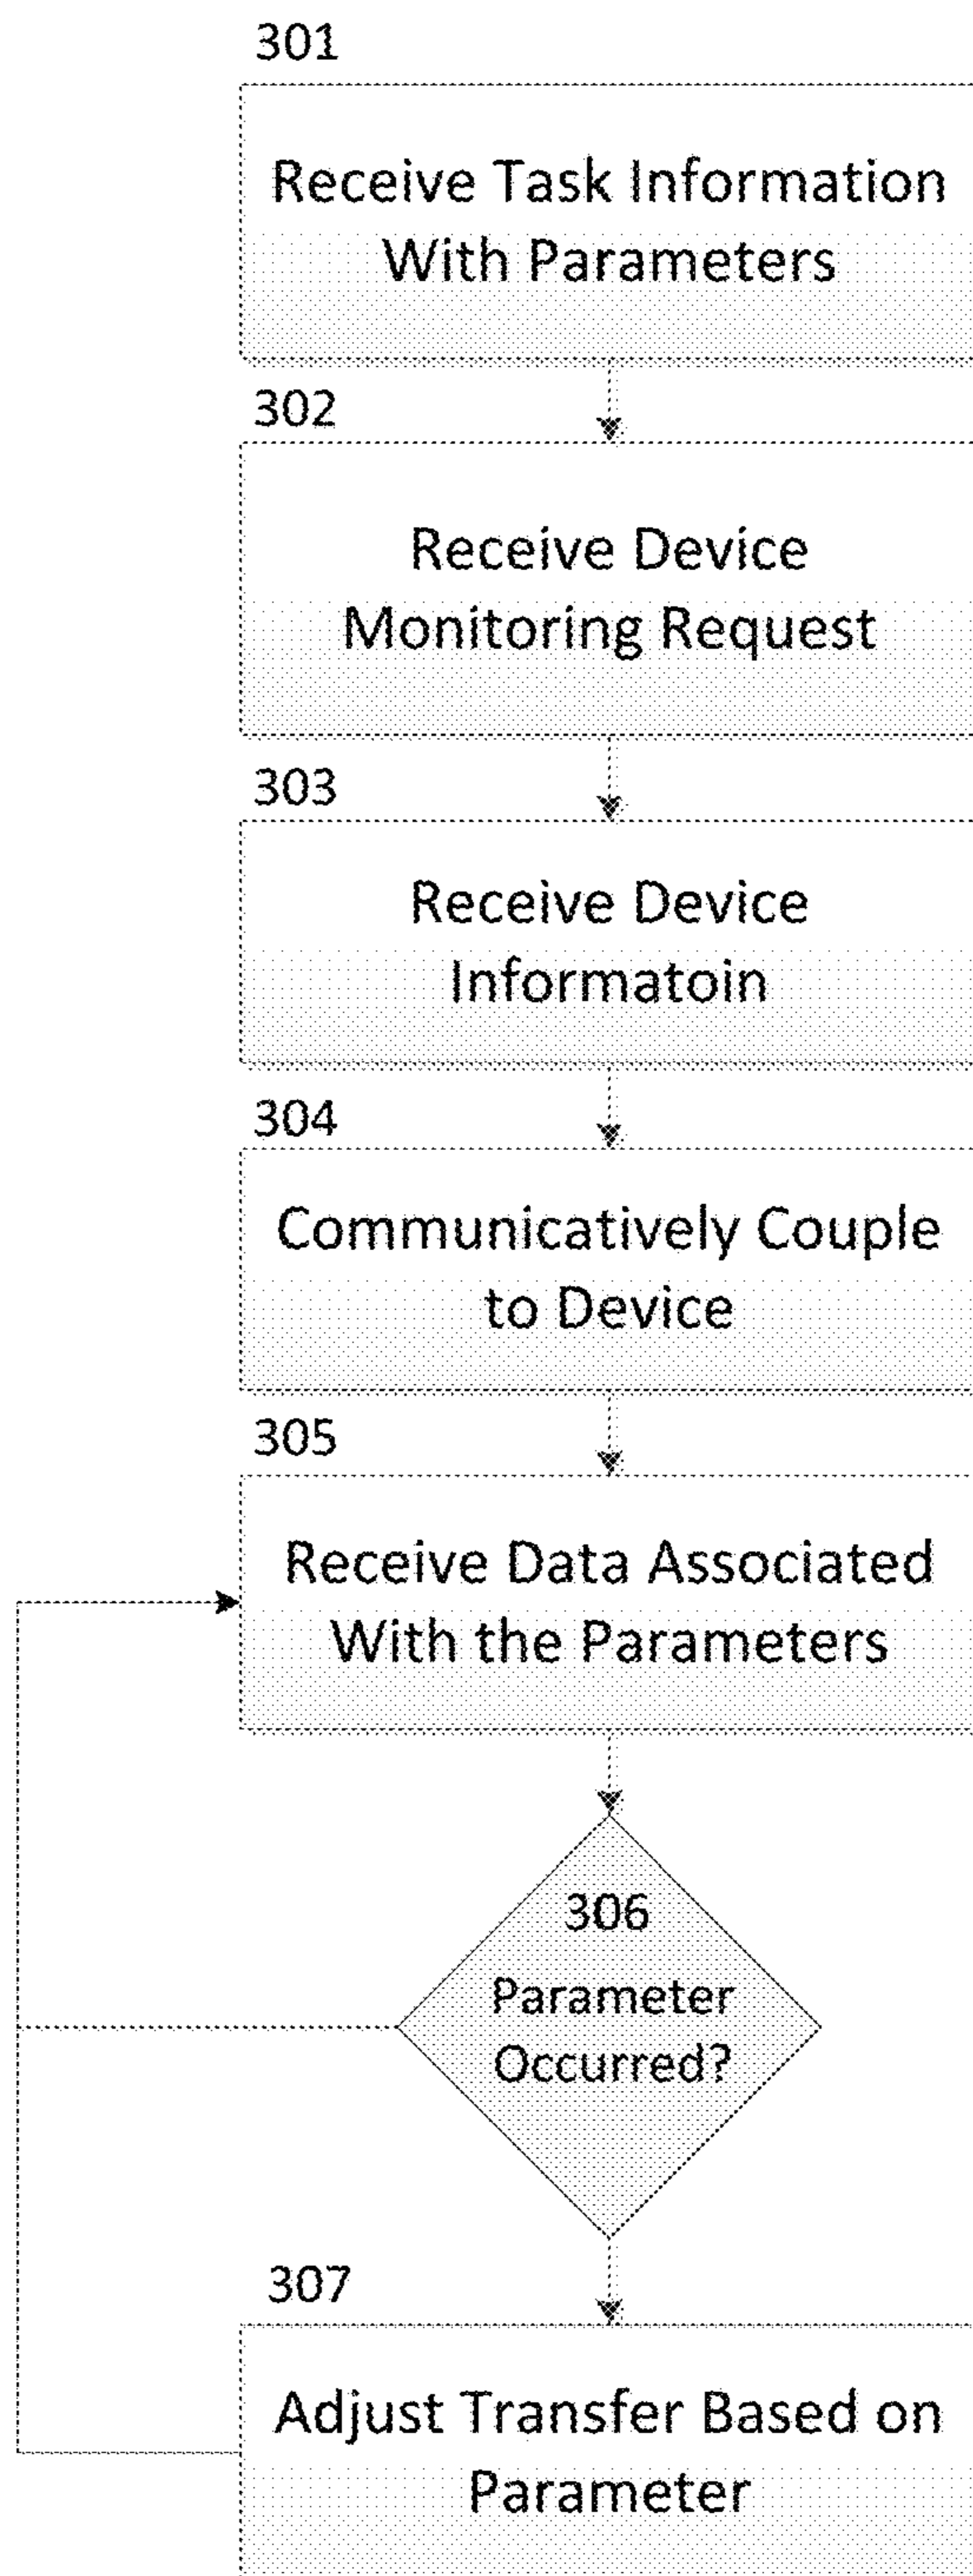 301
Receive Task Information
With Parameters
302
Receive Device
Monitoring Request
303
Receive Device
Informatoin
304
Communicatively Couple
to Device
305
Receive Data Associated
With the Parameters
306
Parameter
Occurred?
307
Adjust Transfer Based on
Parameter